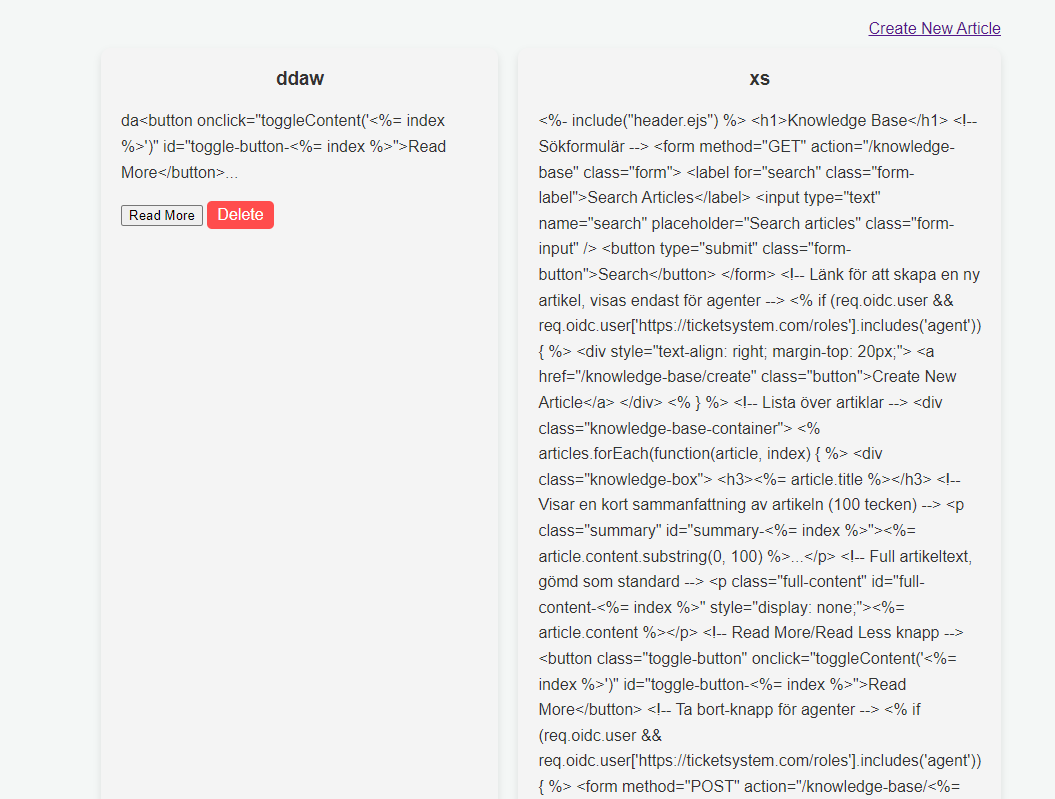 Create New Article
ddaw
da<button onclick="toggleContent('<%= index
%>')" id="toggle-button-<%= index %>">Read
More</button>...
Read More
Delete
xs
<%- include("header.ejs") %> <h1>Knowledge Base</h1> <!--
Sökformulär --> <form method="GET" action="/knowledge-
base" class="form"> <label for="search" class="form-
label">Search Articles</label> <input type="text"
name="search" placeholder="Search articles" class="form-
input" /> <button type="submit" class="form-
button">Search</button> </form> <!-- Länk för att skapa en ny
artikel, visas endast för agenter --> <% if (req.oidc.user &&
req.oidc.user['https://ticketsystem.com/roles'].includes('agent'))
{ %> <div style="text-align: right; margin-top: 20px;"> <a
href="/knowledge-base/create" class="button">Create New
Article</a> </div> <% } %> <!-- Lista över artiklar --> <div
class="knowledge-base-container"> <%
articles.forEach(function(article, index) { %> <div
class="knowledge-box"> <h3><%= article.title %></h3> <!--
Visar en kort sammanfattning av artikeln (100 tecken) --> <p
class="summary" id="summary-<%= index %>"><%=
article.content.substring(0, 100) %>...</p> <!-- Full artikeltext,
gömd som standard --> <p class="full-content" id="full-
content-<%= index %>" style="display: none;"><%=
article.content %></p> <!-- Read More/Read Less knapp -->
<button class="toggle-button" onclick="toggleContent('<%=
index %>')" id="toggle-button-<%= index %>">Read
More</button> <!-- Ta bort-knapp för agenter --> <% if
(req.oidc.user &&
req.oidc.user['https://ticketsystem.com/roles'].includes('agent'))
{ %> <form method="POST" action="/knowledge-base/<%=